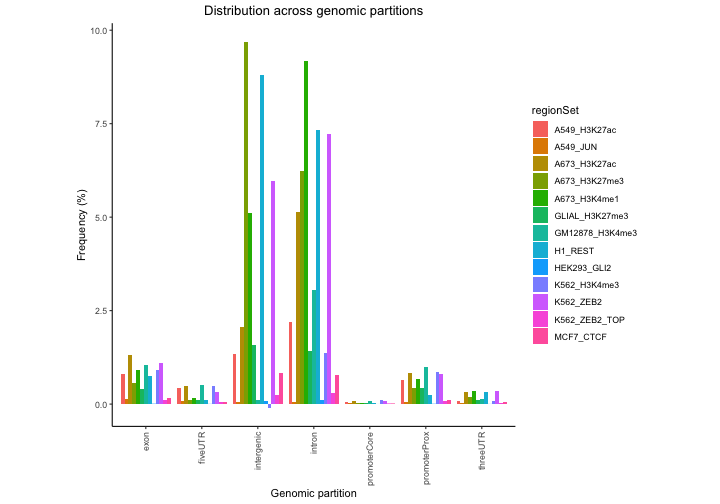 Distribution across genomic partitions
10.0
7.5
5.0
2.5
0.0
Frequency (%)
exon
fiveUTR
intergenic
intron
promoterCore
promoterProx
threeUTR
Genomic partition
regionSet
A549_H3K27ac
A549_JUN
A673_H3K27ac
A673_H3K27me3
A673_H3K4me1
GLIAL_H3K27me3
GM12878_H3K4me3
H1_REST
HEK293_GLI2
K562_H3K4me3
K562_ZEB2
K562_ZEB2_TOP
MCF7_CTCF